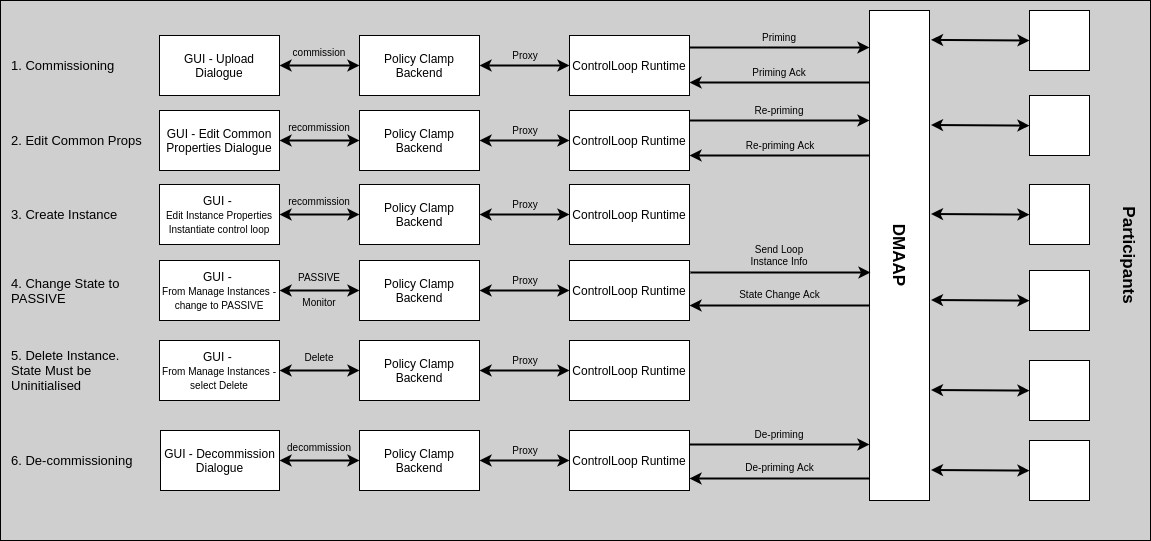 1. Commissioning
GUI - Upload
Dialogue
commission
Policy Clamp
Backend
Proxy
ControlLoop Runtime
Priming
Priming Ack
2. Edit Common Props
GUI - Edit Common
Properties Dialogue
recommission
Policy Clamp
Backend
Proxy
ControlLoop Runtime
Re-priming
Re-priming Ack
3. Create Instance
GUI -
Edit Instance Properties
Instantiate control loop
recommission
Policy Clamp
Backend
Proxy
ControlLoop Runtime
4. Change State to
PASSIVE
GUI -
From Manage Instances -
change to PASSIVE
PASSIVE
Monitor
Policy Clamp
Backend
Proxy
ControlLoop Runtime
Send Loop
Instance Info
State Change Ack
5. Delete Instance.
State Must be
Uninitialised
GUI -
From Manage Instances -
select Delete
Delete
Policy Clamp
Backend
Proxy
ControlLoop Runtime
6. De-commissioning
GUI - Decommission
Dialogue
decommission
Policy Clamp
Backend
Proxy
ControlLoop Runtime
De-priming
De-priming Ack
DMAAP
Participants